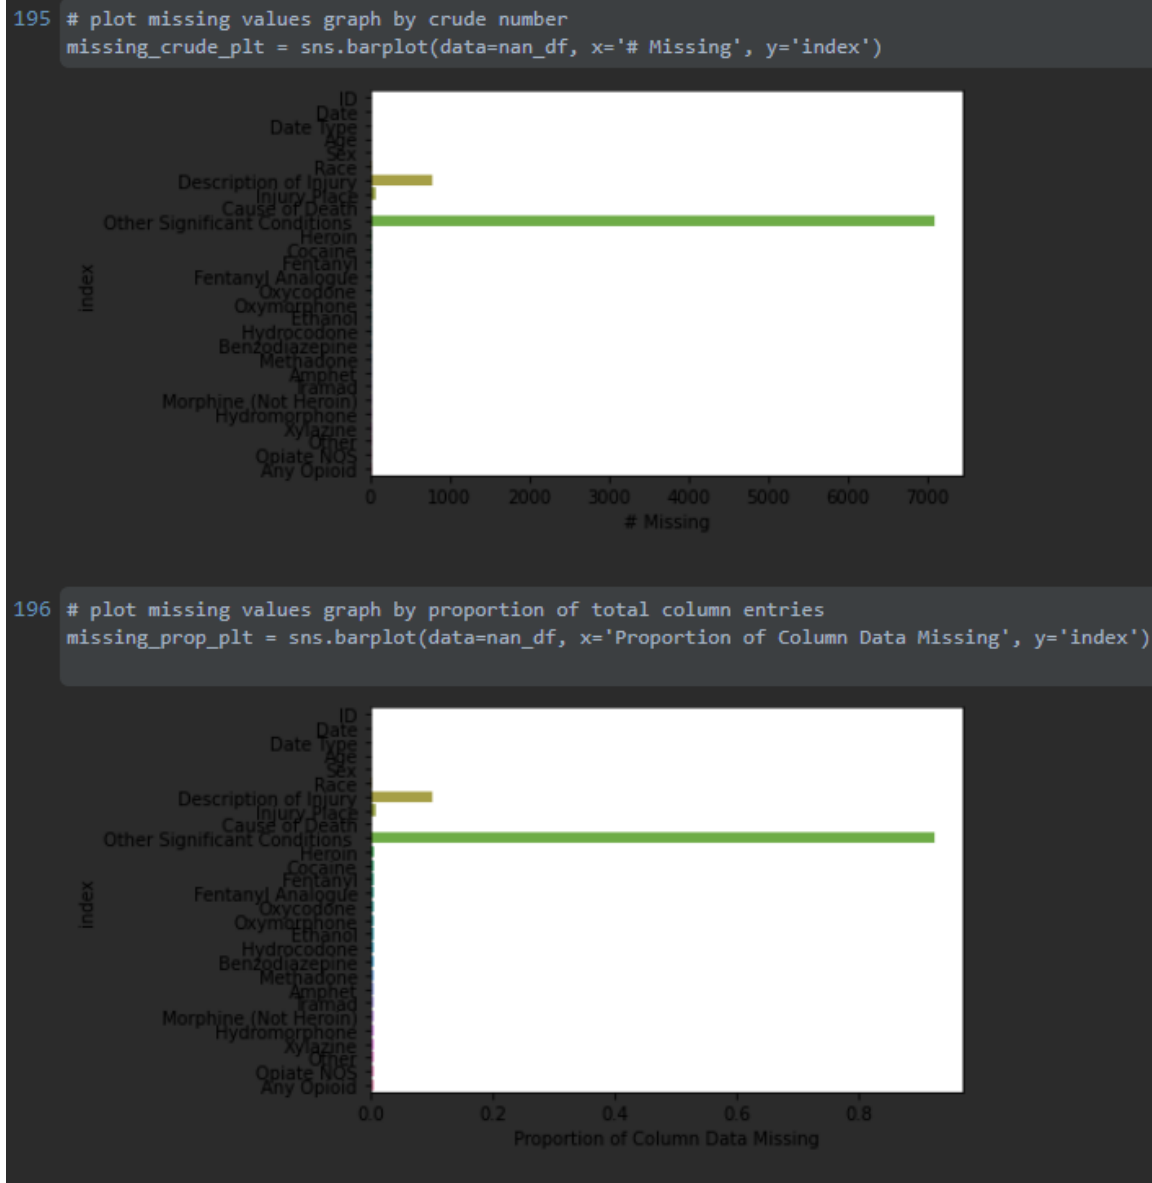 195 # plot missing values graph by crude number
missing_crude_plt = sns.barplot(data=nan_df, x='# Missing', y='index')
ID
Date
Date Type
Age
Sex
Race
Description of Injury
Injury Place
Cause of Death
Other Significant Conditions
Heroin
Cocaine
Fentanyl
Fentanyl Analogue
Oxycodone
Oxymorphone
Ethanol
Hydrocodone
Benzodiazepine
Methadone
Amphet
Tramad
Morphine (Not Heroin)
Hydromorphone
Xylazine
Other
Opiate NOS
Any Opioid
index
0 1000 2000 3000 4000 5000 6000 7000
# Missing
196 # plot missing values graph by proportion of total column entries
missing_prop_plt = sns.barplot(data=nan_df, x='Proportion of Column Data Missing', y='index')
ID
Date
Date Type
Age
Sex
Race
Description of Injury
Injury Place
Cause of Death
Other Significant Conditions
Heroin
Cocaine
Fentanyl
Fentanyl Analogue
Oxycodone
Oxymorphone
Ethanol
Hydrocodone
Benzodiazepine
Methadone
Amphet
Tramad
Morphine (Not Heroin)
Hydromorphone
Xylazine
Other
Opiate NOS
Any Opioid
index
0.0 0.2 0.4 0.6 0.8
Proportion of Column Data Missing